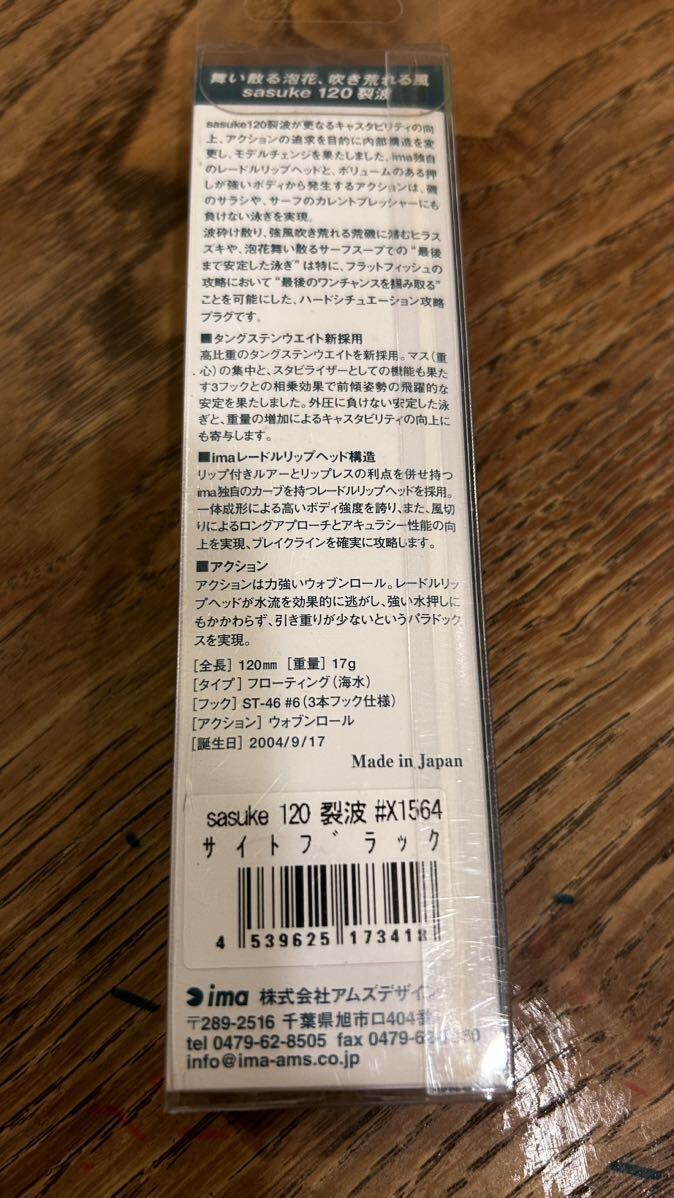 舞い散る泡花、吹き荒れる風
sasuke 120 裂波
sasuke120裂波が更なるキャスタビリティの向
上、アクションの追求を目的に内部構造を変
更し、モデルチェンジを果たしました。ima独自
のレードルリップヘッドと、ボリュームのある押
しが強いボディから発生するアクションは、磯
のサラシや、サーフのカレントプレッシャーにも
負けない泳ぎを実現。
波砕け散り、強風吹き荒れる荒磯に潜むヒラス
ズキや、泡花舞い散るサーフスープでの“最後
まで安定した泳ぎ”は特に、フラットフィッシュの
攻略において“最後のワンチャンスを掴み取る”
ことを可能にした、ハードシチュエーション攻略
プラグです。
■タングステンウエイト新採用
高比重のタングステンウエイトを新採用。マス(重
心)の集中と、スタビライザーとしての機能も果た
す3フックとの相乗効果で前傾姿勢の飛躍的な
安定を果たしました。外圧に負けない安定した泳
ぎと、重量の増加によるキャスタビリティの向上に
も寄与します。
■imaレードルリップヘッド構造
リップ付きルアーとリップレスの利点を併せ持つ
ima独自のカーブを持つレードルリップヘッドを採用。
一体成形による高いボディ強度を誇り、また、風切
りによるロングアプローチとアキュラシー性能の向
上を実現、ブレイクラインを確実に攻略します。
■アクション
アクションは力強いウォブンロール。レードルリッ
プヘッドが水流を効果的に逃がし、強い水押しに
もかかわらず、引き重りが少ないというパラドック
スを実現。
[全長] 120mm [重量] 17g
[タイプ] フローティング(海水)
[フック] ST-46 #6(3本フック仕様)
[アクション] ウォブンロール
[誕生日] 2004/9/17
Made in Japan
sasuke 120 裂波 #X1564
サイトブラック
4 539625 173418
ima 株式会社アムズデザイン
〒289-2516 千葉県旭市ロ404番
tel 0479-62-8505 fax 0479-62-
info@ima-ams.co.jp